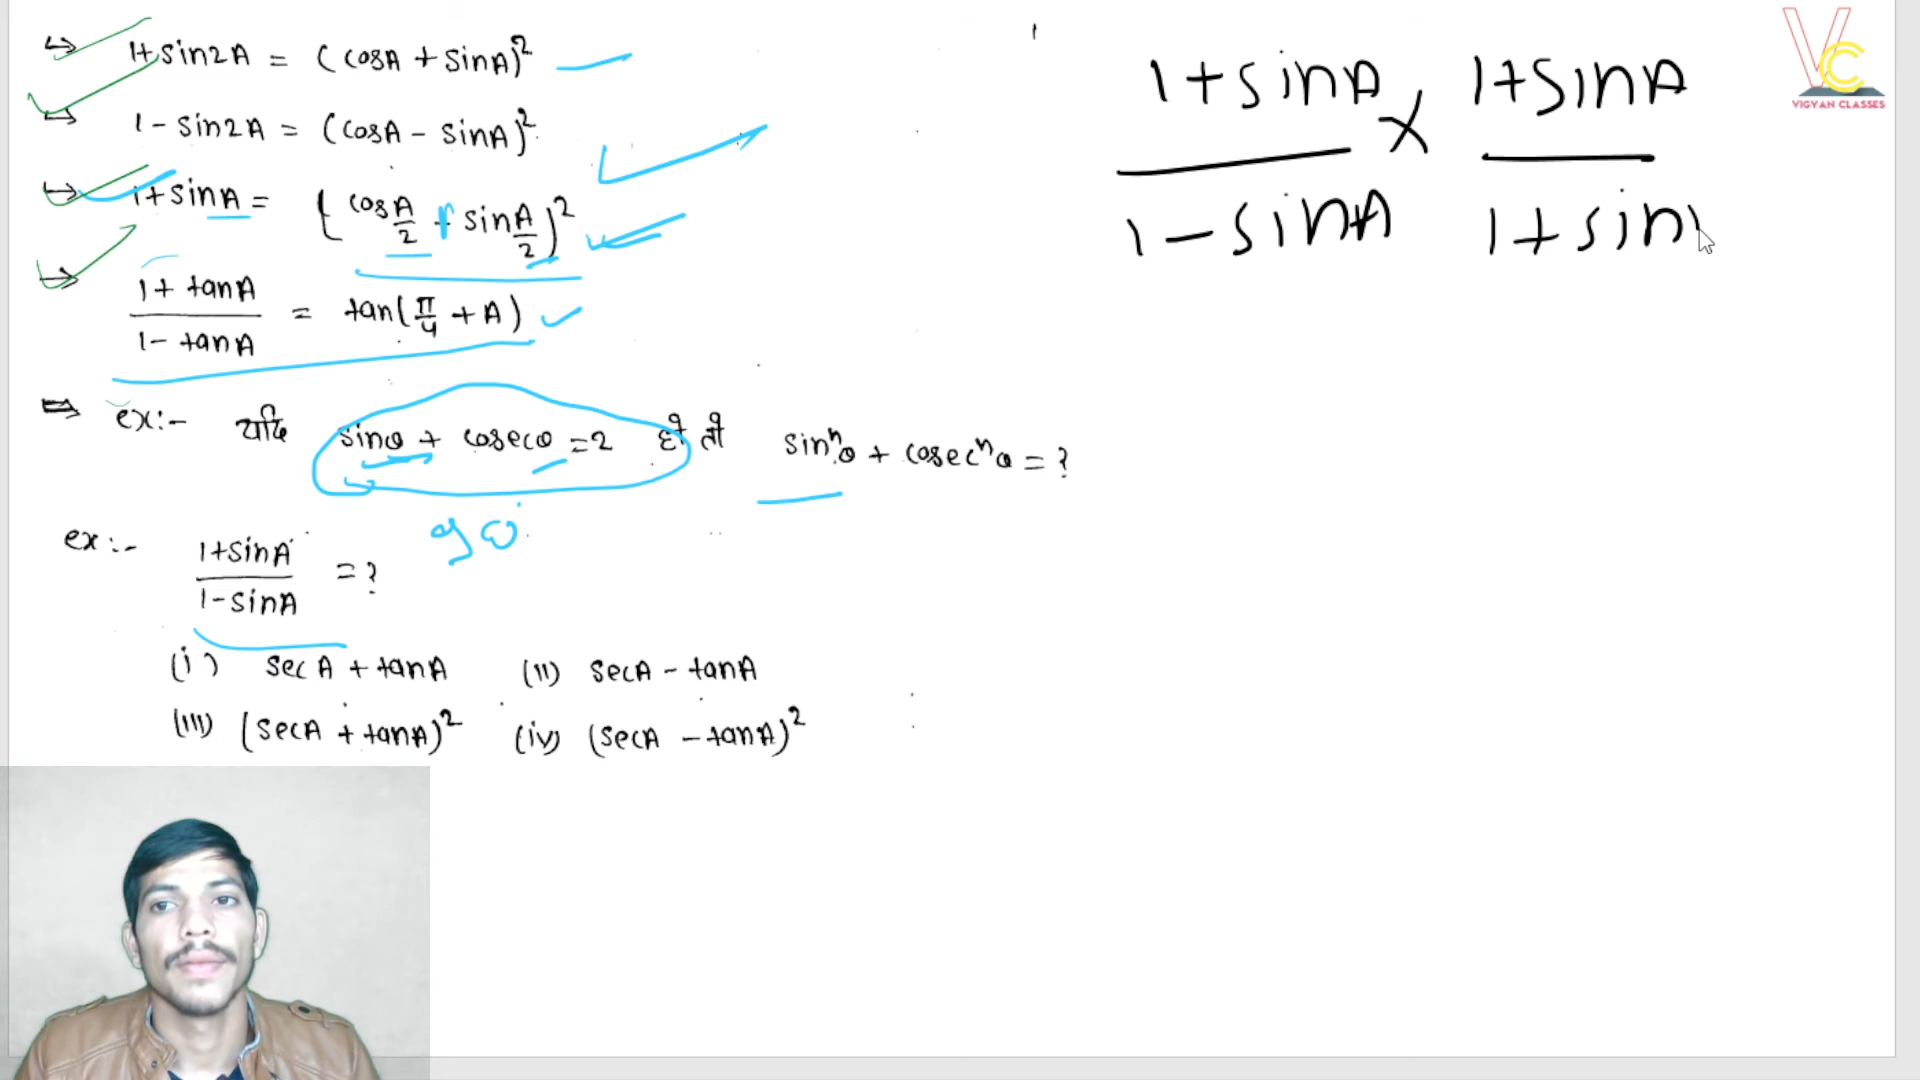 ↪ 1+sin2A = (cosA + sinA)²
↪ 1 - sin2A = (cosA - sinA)²
↪ 1+sinA = {cosA/2 + sinA/2)²
↪ 1+ tanA / 1- tanA = tan(π/4 + A)
⇒ ex:- यदि sinθ + cosecθ = 2 हो तो sinⁿθ + cosecⁿθ = ?
90
ex:- 1+sinA / 1-sinA = ?
(i) secA + tanA (ii) secA - tanA
(iii) (secA + tanA)² (iv) (secA - tanA)²
1+sinA / 1-sinA × 1+sinA / 1+sin
VC
VIGYAN CLASSES